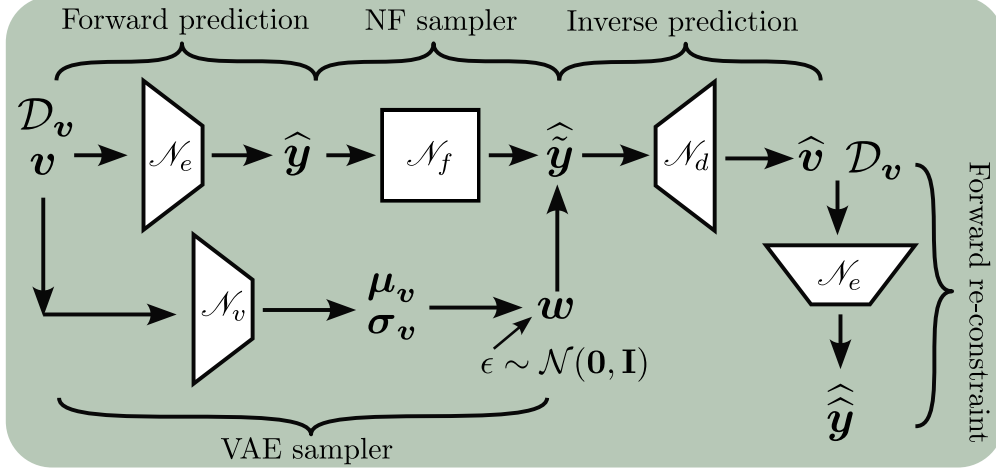 Forward prediction NF sampler Inverse prediction
𝒟_𝒗
𝒗 𝒩_e ŷ 𝒩_f ỹ̂ 𝒩_d v̂ 𝒟_𝒗
𝒩_v 𝝁_𝒗 𝒘 𝒩_e
𝝈_𝒗
ϵ ∼ 𝒩(𝟎, 𝐈)
ŷ̂
VAE sampler
Forward re-constraint